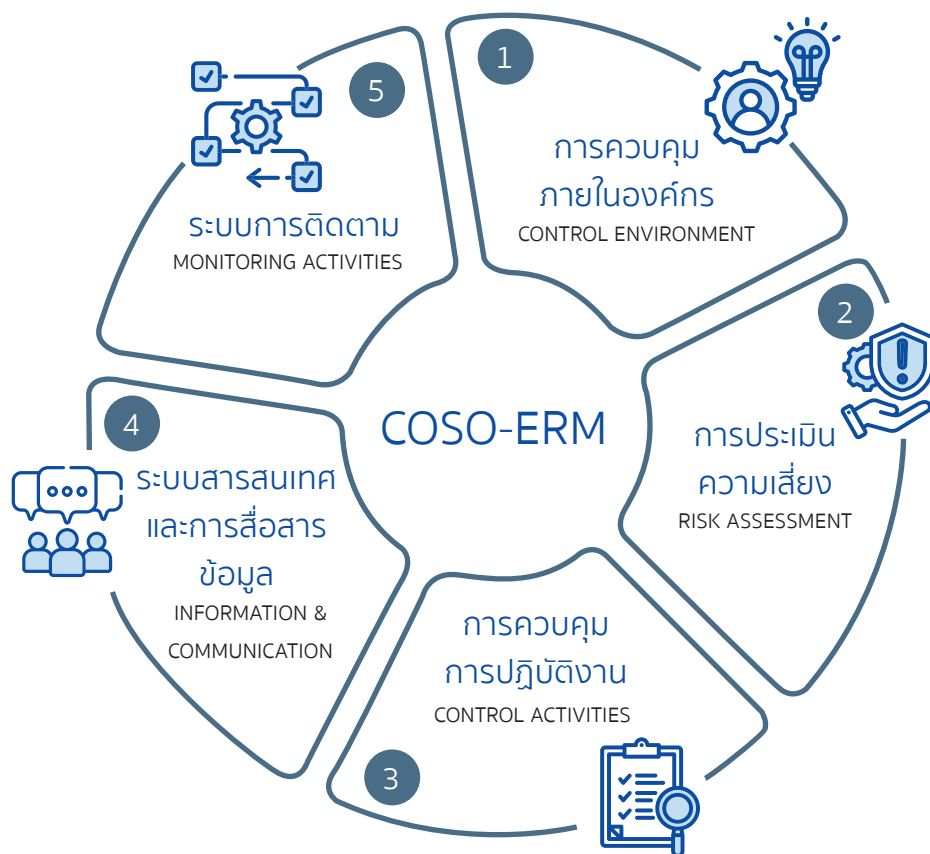 COSO-ERM
1
การควบคุม
ภายในองค์กร
CONTROL ENVIRONMENT
2
การประเมิน
ความเสี่ยง
RISK ASSESSMENT
3
การควบคุม
การปฏิบัติงาน
CONTROL ACTIVITIES
4
ระบบสารสนเทศ
และการสื่อสาร
ข้อมูล
INFORMATION &
COMMUNICATION
5
ระบบการติดตาม
MONITORING ACTIVITIES